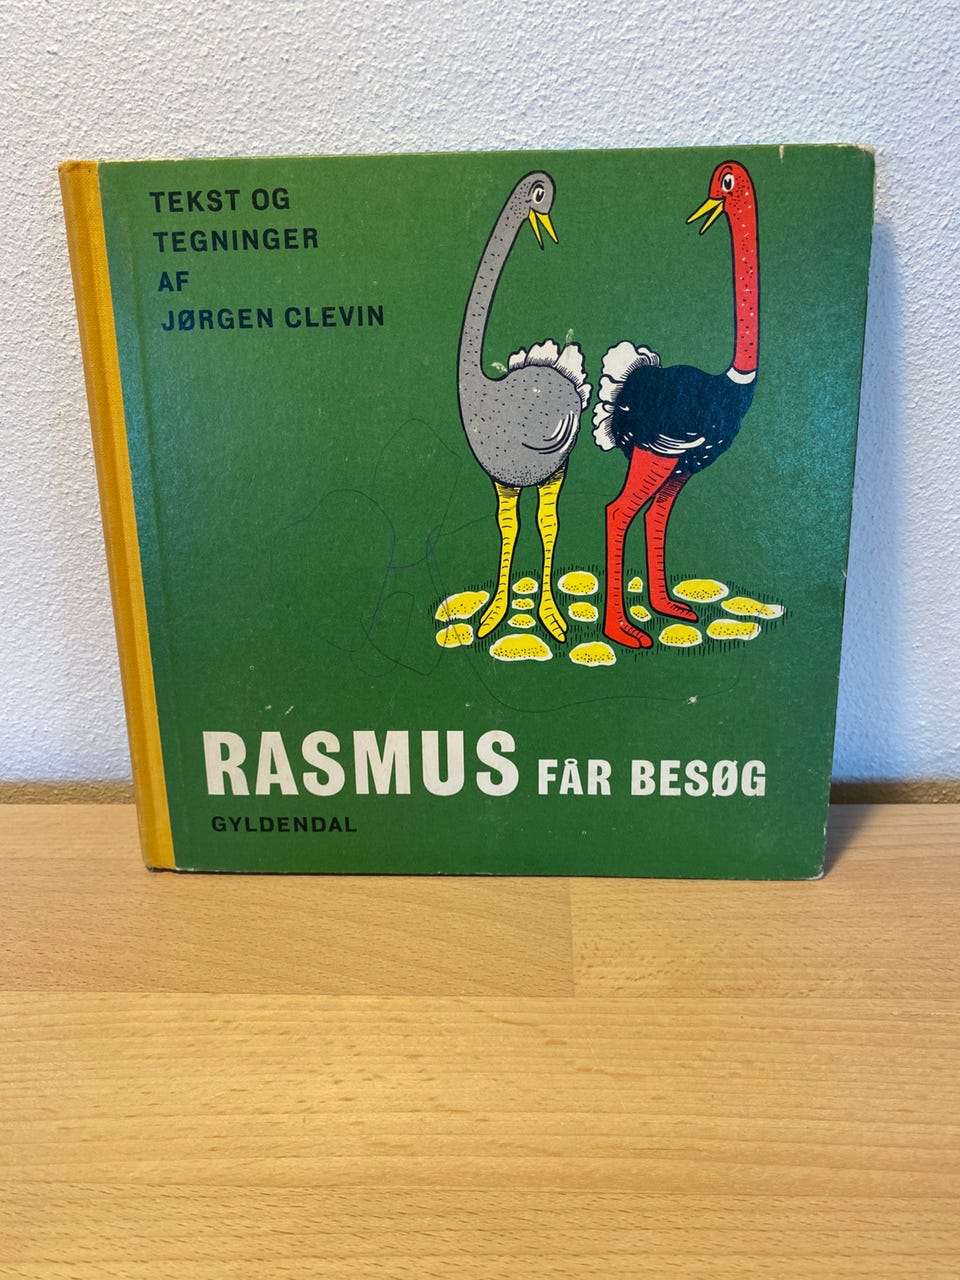 TEKST OG
TEGNINGER
AF
JØRGEN CLEVIN
RASMUS FÅR BESØG
GYLDENDAL